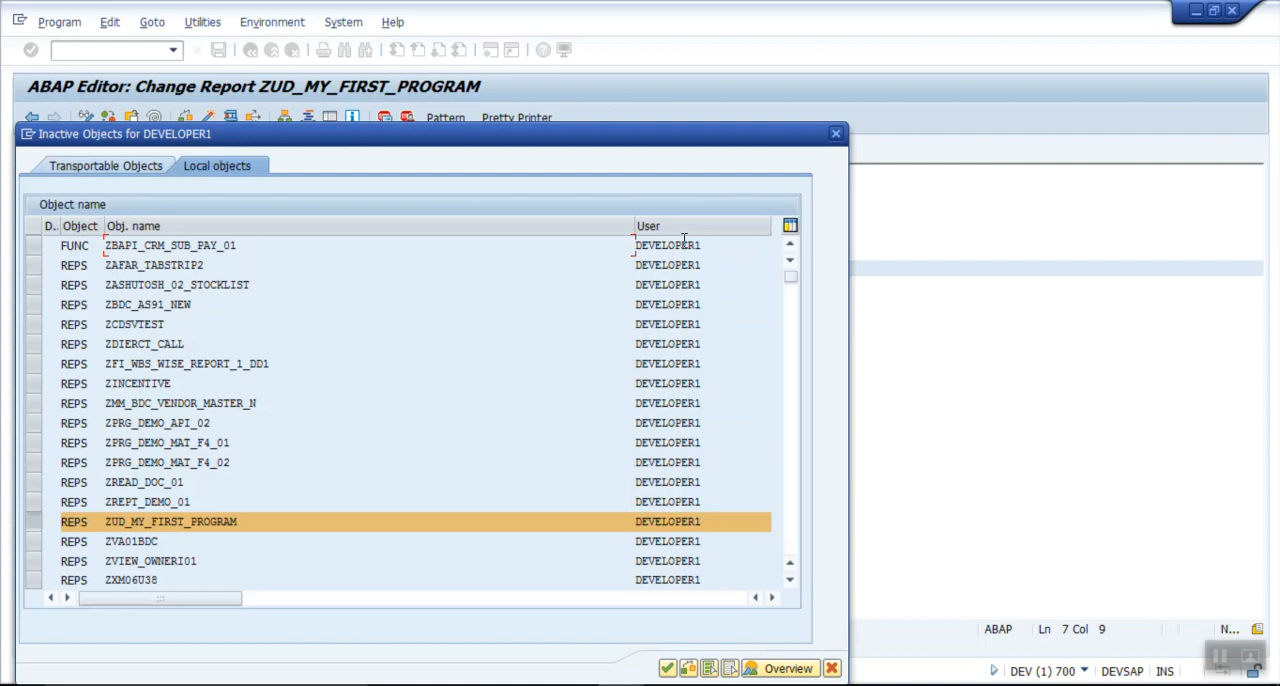 Program Edit Goto Utilities Environment System Help
ABAP Editor: Change Report ZUD_MY_FIRST_PROGRAM
Pattern Pretty Printer
Inactive Objects for DEVELOPER1
Transportable Objects Local objects
Object name
D.. Object Obj. name User
FUNC ZBAPI_CRM_SUB_PAY_01 DEVELOPER1
REPS ZAFAR_TABSTRIP2 DEVELOPER1
REPS ZASHUTOSH_02_STOCKLIST DEVELOPER1
REPS ZBDC_AS91_NEW DEVELOPER1
REPS ZCDSVTEST DEVELOPER1
REPS ZDIERCT_CALL DEVELOPER1
REPS ZFI_WBS_WISE_REPORT_1_DD1 DEVELOPER1
REPS ZINCENTIVE DEVELOPER1
REPS ZMM_BDC_VENDOR_MASTER_N DEVELOPER1
REPS ZPRG_DEMO_API_02 DEVELOPER1
REPS ZPRG_DEMO_MAT_F4_01 DEVELOPER1
REPS ZPRG_DEMO_MAT_F4_02 DEVELOPER1
REPS ZREAD_DOC_01 DEVELOPER1
REPS ZREPT_DEMO_01 DEVELOPER1
REPS ZUD_MY_FIRST_PROGRAM DEVELOPER1
REPS ZVA01BDC DEVELOPER1
REPS ZVIEW_OWNERI01 DEVELOPER1
REPS ZXM06U38 DEVELOPER1
ABAP Ln 7 Col 9 N...
Overview
DEV (1) 700 DEVSAP INS